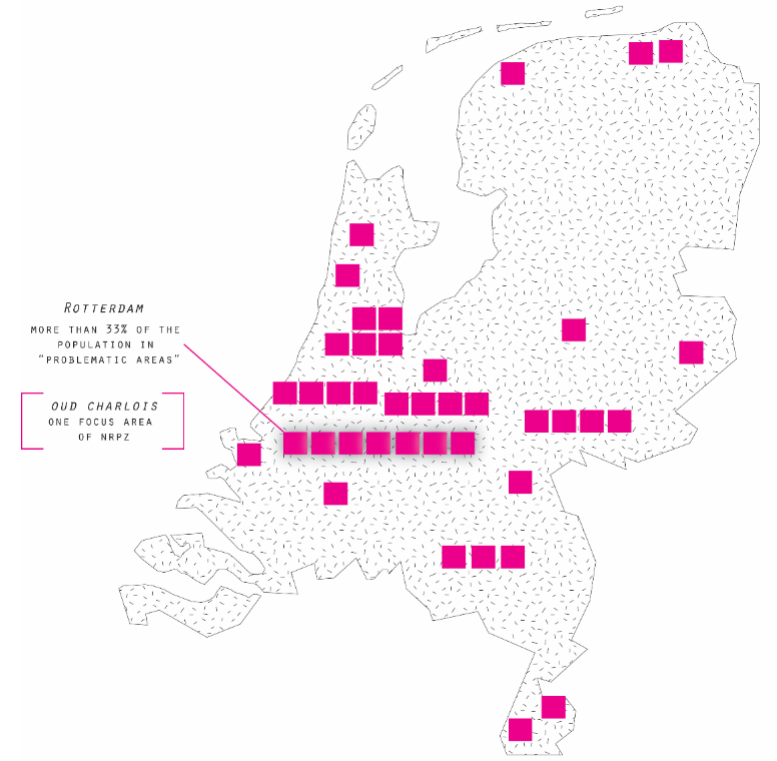 ROTTERDAM
MORE THAN 33% OF THE
POPULATION IN
"PROBLEMATIC AREAS"
OUD CHARLOIS
ONE FOCUS AREA
OF NRPZ